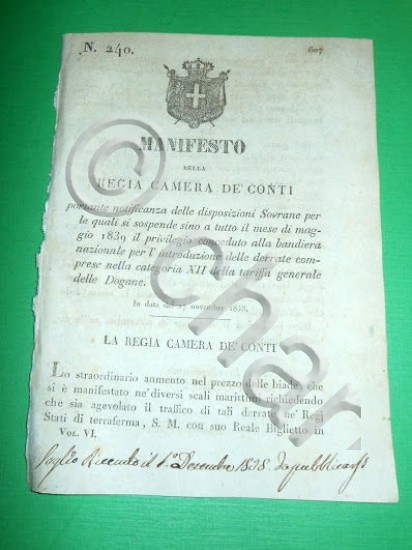 N. 240.
607
MANIFESTO
DELLA
REGIA CAMERA DE' CONTI
portante notificanza delle disposizioni Sovrane per
le quali si sospende sino a tutto il mese di mag-
gio 1839 il privilegio conceduto alla bandiera
nazionale per l'introduzione delle derrate com-
prese nella categoria XII della tariffa generale
delle Dogane.
In data del 27 novembre 1838.
LA REGIA CAMERA DE' CONTI
Lo straordinario aumento nel prezzo delle biade, che
si è manifestato ne' diversi scali marittimi richiedendo
che sia agevolato il traffico di tali derrate ne' Regi
Stati di terraferma, S. M. con suo Reale Biglietto in
Vol. VI.
foglio Ricevuto il 1.º Decembre 1838.
© char